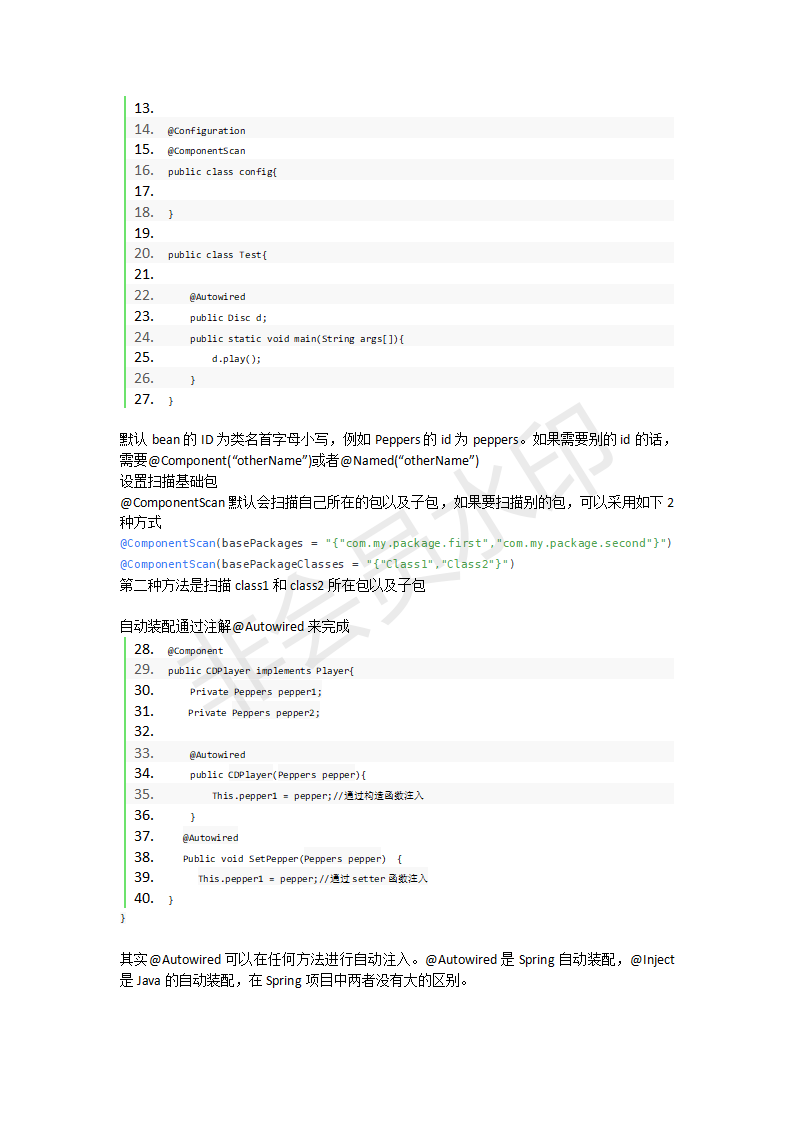 13.
14. @Configuration
15. @ComponentScan
16. public class config{
17.
18. }
19.
20. public class Test{
21.
22. @Autowired
23. public Disc d;
24. public static void main(String args[]){
25. d.play();
26. }
27. }
默认 bean 的 ID 为类名首字母小写，例如 Peppers 的 id 为 peppers。如果需要别的 id 的话，
需要@Component(“otherName”)或者@Named(“otherName”)
设置扫描基础包
@ComponentScan 默认会扫描自己所在的包以及子包，如果要扫描别的包，可以采用如下 2
种方式
@ComponentScan(basePackages = "{"com.my.package.first","com.my.package.second"}")
@ComponentScan(basePackageClasses = "{"Class1","Class2"}")
第二种方法是扫描 class1 和 class2 所在包以及子包
自动装配通过注解@Autowired 来完成
28. @Component
29. public CDPlayer implements Player{
30. Private Peppers pepper1;
31. Private Peppers pepper2;
32.
33. @Autowired
34. public CDPlayer(Peppers pepper){
35. This.pepper1 = pepper;//通过构造函数注入
36. }
37. @Autowired
38. Public void SetPepper(Peppers pepper) {
39. This.pepper1 = pepper;//通过 setter 函数注入
40. }
}
其实@Autowired 可以在任何方法进行自动注入。@Autowired 是 Spring 自动装配，@Inject
是 Java 的自动装配，在 Spring 项目中两者没有大的区别。
非会员水印